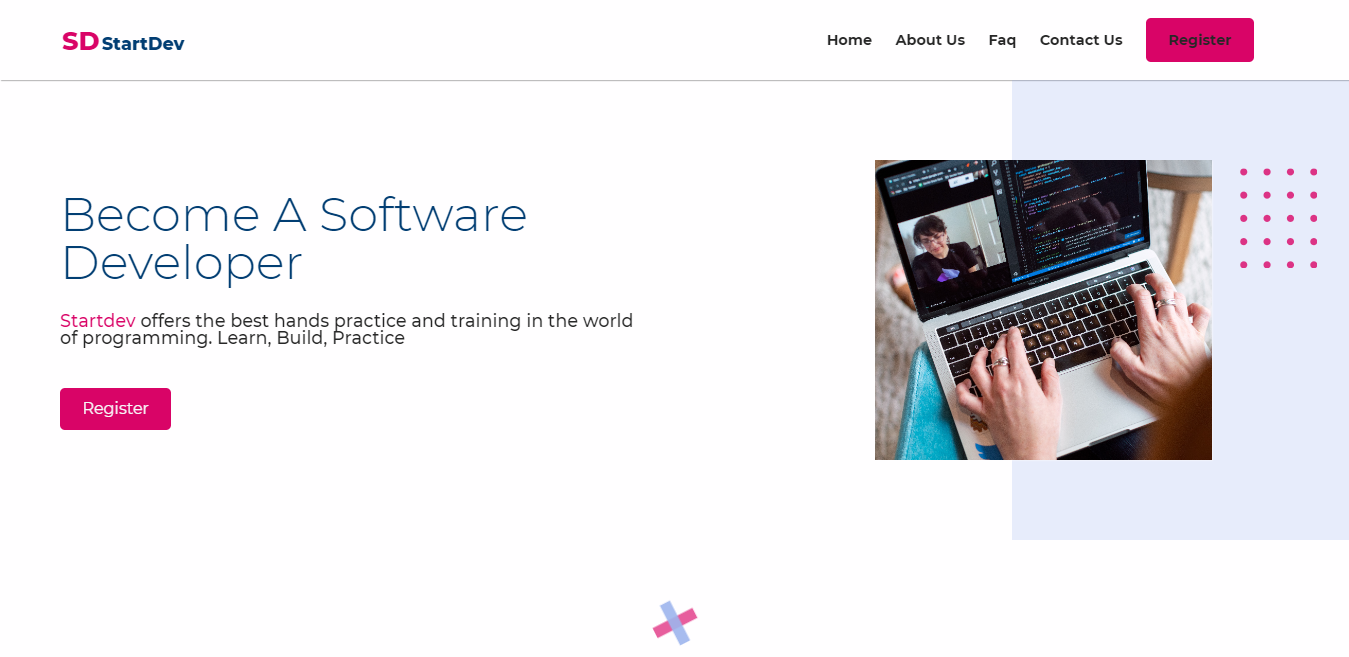 SD StartDev
Home About Us Faq Contact Us Register
Become A Software
Developer
Startdev offers the best hands practice and training in the world
of programming. Learn, Build, Practice
Register